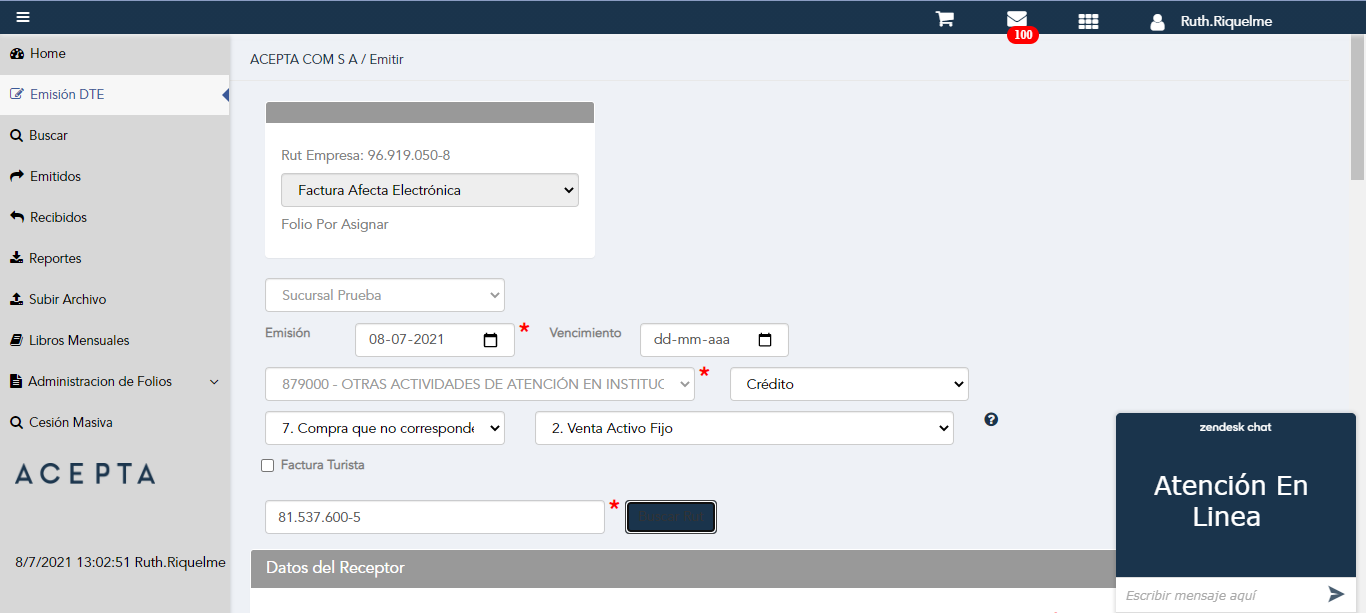 100
Ruth.Riquelme
Home
Emisión DTE
Buscar
Emitidos
Recibidos
Reportes
Subir Archivo
Libros Mensuales
Administracion de Folios
Cesión Masiva
ACEPTA
8/7/2021 13:02:51 Ruth.Riquelme
ACEPTA COM S A / Emitir
Rut Empresa: 96.919.050-8
Factura Afecta Electrónica
Folio Por Asignar
Sucursal Prueba
Emisión 08-07-2021 * Vencimiento dd-mm-aaa
879000 - OTRAS ACTIVIDADES DE ATENCIÓN EN INSTITUC * Crédito
7. Compra que no corresponde 2. Venta Activo Fijo ?
Factura Turista
81.537.600-5 *
Datos del Receptor
zendesk chat
Atención En
Linea
Escribir mensaje aquí